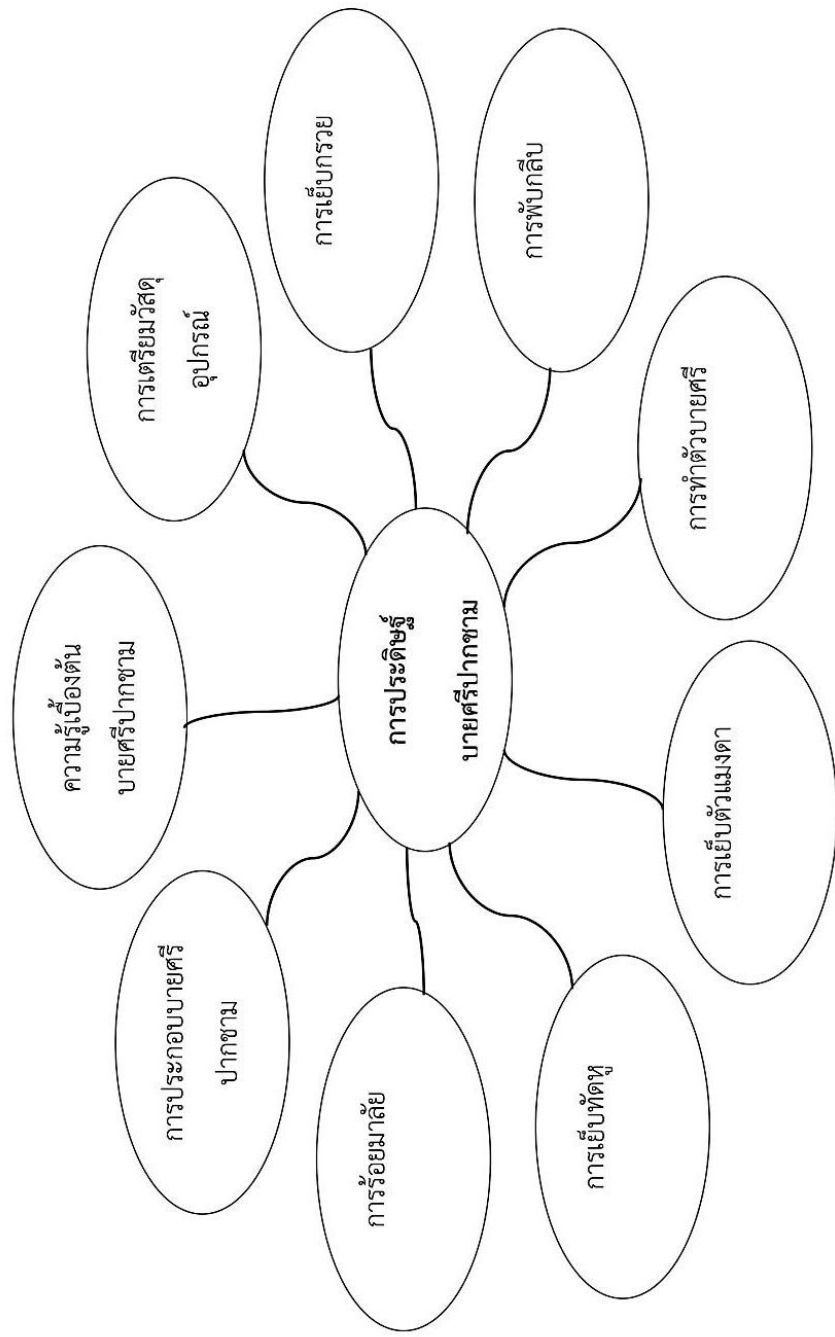 การประดิษฐ์
บายศรีปากชาม
ความรู้เบื้องต้น
บายศรีปากชาม
การเตรียมวัสดุ
อุปกรณ์
การเย็บกรวย
การพับกลีบ
การทำตัวบายศรี
การเย็บตัวแมงดา
การเย็บทัดหู
การร้อยมาลัย
การประกอบบายศรี
ปากชาม